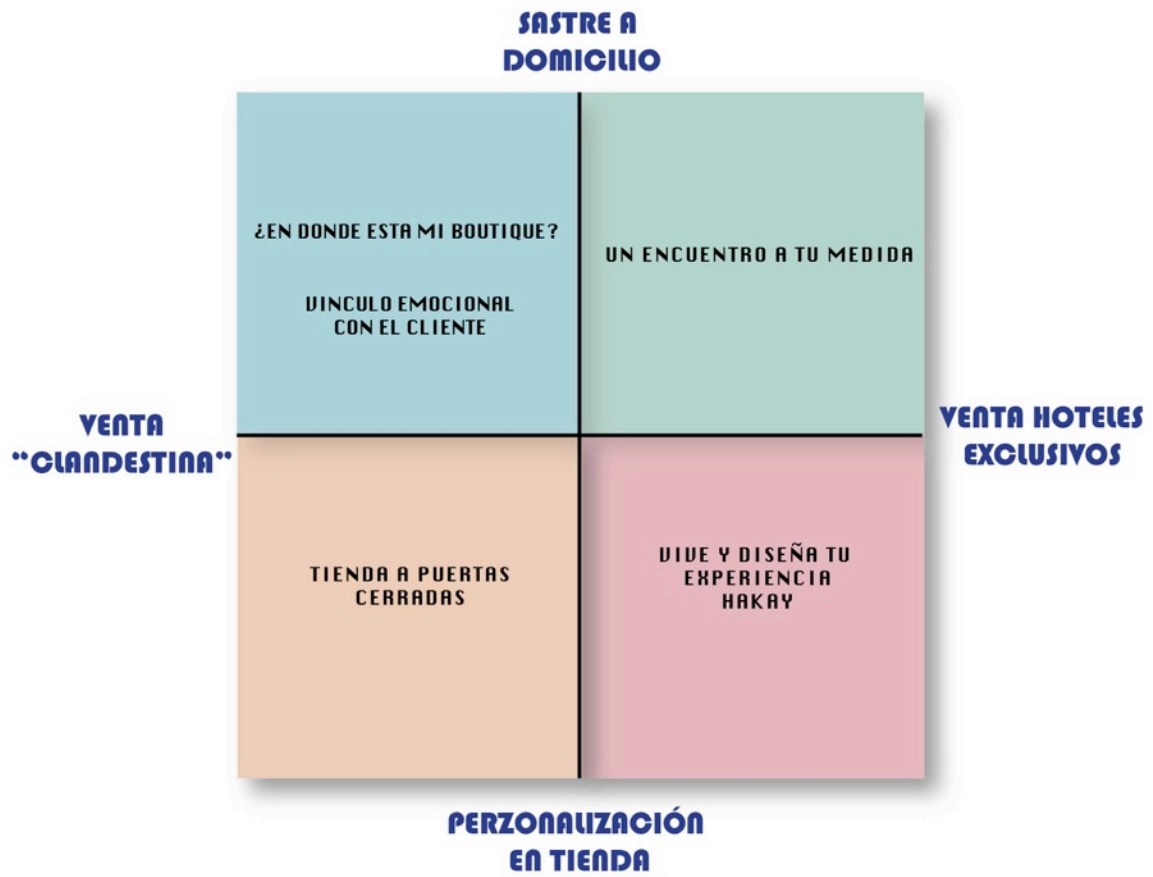 SASTRE A
DOMICILIO
¿EN DONDE ESTA MI BOUTIQUE?
VINCULO EMOCIONAL
CON EL CLIENTE
UN ENCUENTRO A TU MEDIDA
VENTA
“CLANDESTINA”
VENTA HOTELES
EXCLUSIVOS
TIENDA A PUERTAS
CERRADAS
VIVE Y DISEÑA TU
EXPERIENCIA
HAKAY
PERZONALIZACIÓN
EN TIENDA